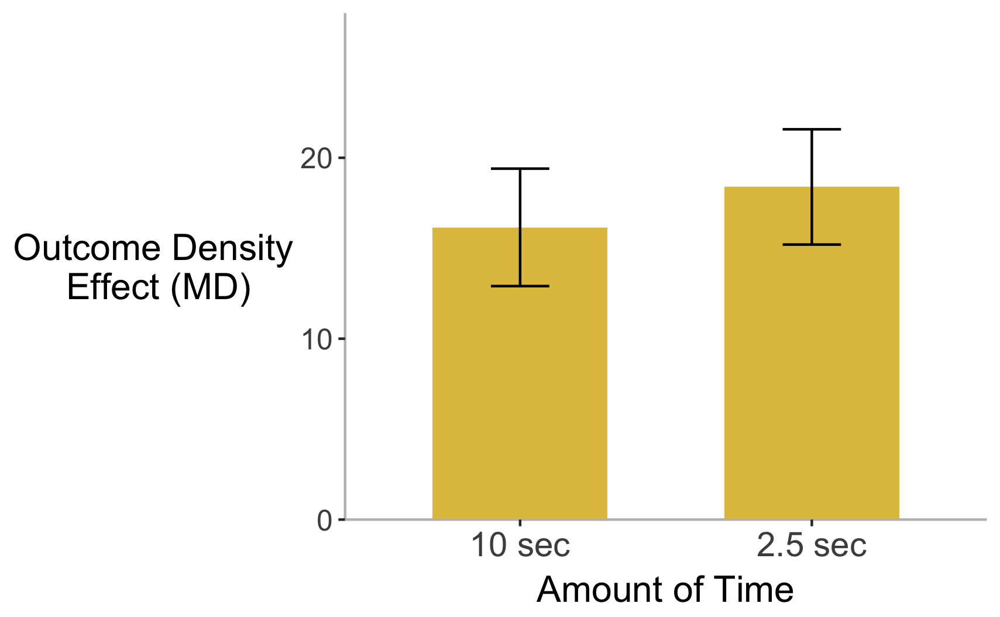 20
10
0
Outcome Density
Effect (MD)
10 sec
2.5 sec
Amount of Time